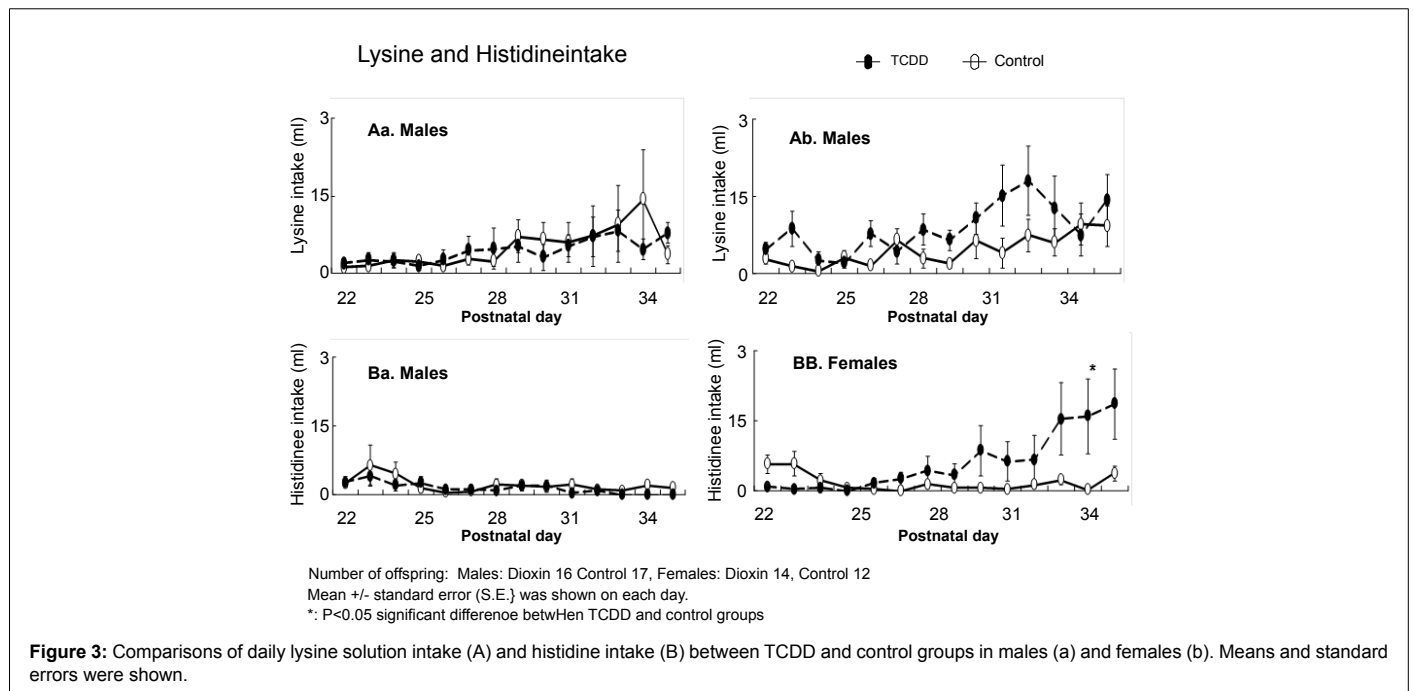 Lysine and Histidineintake
TCDD Control
Aa. Males
Lysine intake (ml)
3
15
0
22 25 28 31 34
Postnatal day
Ab. Males
Lysine intake (ml)
3
15
0
22 25 28 31 34
Postnatal day
Ba. Males
Histidinee intake (ml)
3
15
0
22 25 28 31 34
Postnatal day
BB. Females
*
Histidinee intake (ml)
3
15
0
22 25 28 31 34
Postnatal day
Number of offspring: Males: Dioxin 16 Control 17, Females: Dioxin 14, Control 12
Mean +/- standard error (S.E.} was shown on each day.
*: P<0.05 significant differenoe betwHen TCDD and control groups
Figure 3: Comparisons of daily lysine solution intake (A) and histidine intake (B) between TCDD and control groups in males (a) and females (b). Means and standard
errors were shown.